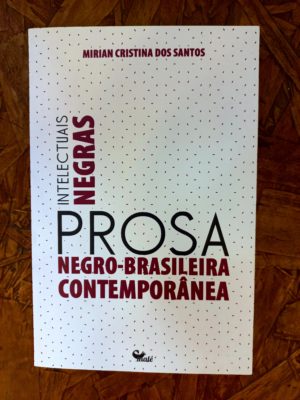 MIRIAN CRISTINA DOS SANTOS
INTELECTUAIS
NEGRAS
PROSA
NEGRO-BRASILEIRA
CONTEMPORÂNEA
malê